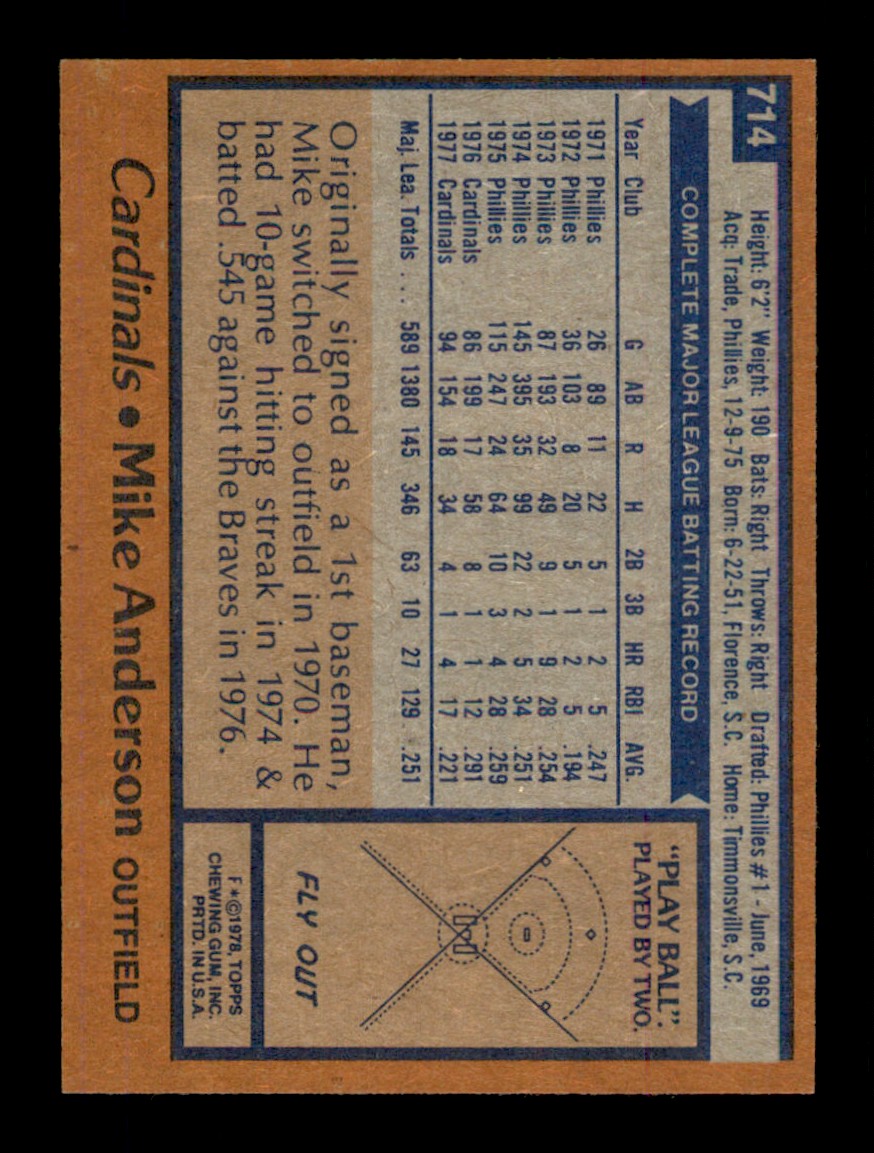 714
Height: 6'2" Weight: 190 Bats: Right Throws: Right Drafted: Phillies #1 - June, 1969
Acq: Trade, Phillies, 12-9-75 Born: 6-22-51, Florence, S.C. Home: Timmonsville, S.C.
COMPLETE MAJOR LEAGUE BATTING RECORD
Year Club G AB R H 2B 3B HR RBI AVG.
1971 Phillies 26 89 11 22 5 1 2 5 .247
1972 Phillies 36 103 8 20 5 1 2 5 .194
1973 Phillies 87 193 32 49 9 1 9 28 .254
1974 Phillies 145 395 35 99 22 2 5 34 .251
1975 Phillies 115 247 24 64 10 3 4 28 .259
1976 Cardinals 86 199 17 58 8 1 1 12 .291
1977 Cardinals 94 154 18 34 4 1 4 17 .221
Maj. Lea. Totals . . . 589 1380 145 346 63 10 27 129 .251
Originally signed as a 1st baseman,
Mike switched to outfield in 1970. He
had 10-game hitting streak in 1974 &
batted .545 against the Braves in 1976.
"PLAY BALL":
PLAYED BY TWO.
FLY OUT
F*©1978, TOPPS
CHEWING GUM, INC.
PRTD. IN U.S.A.
Cardinals • Mike Anderson OUTFIELD